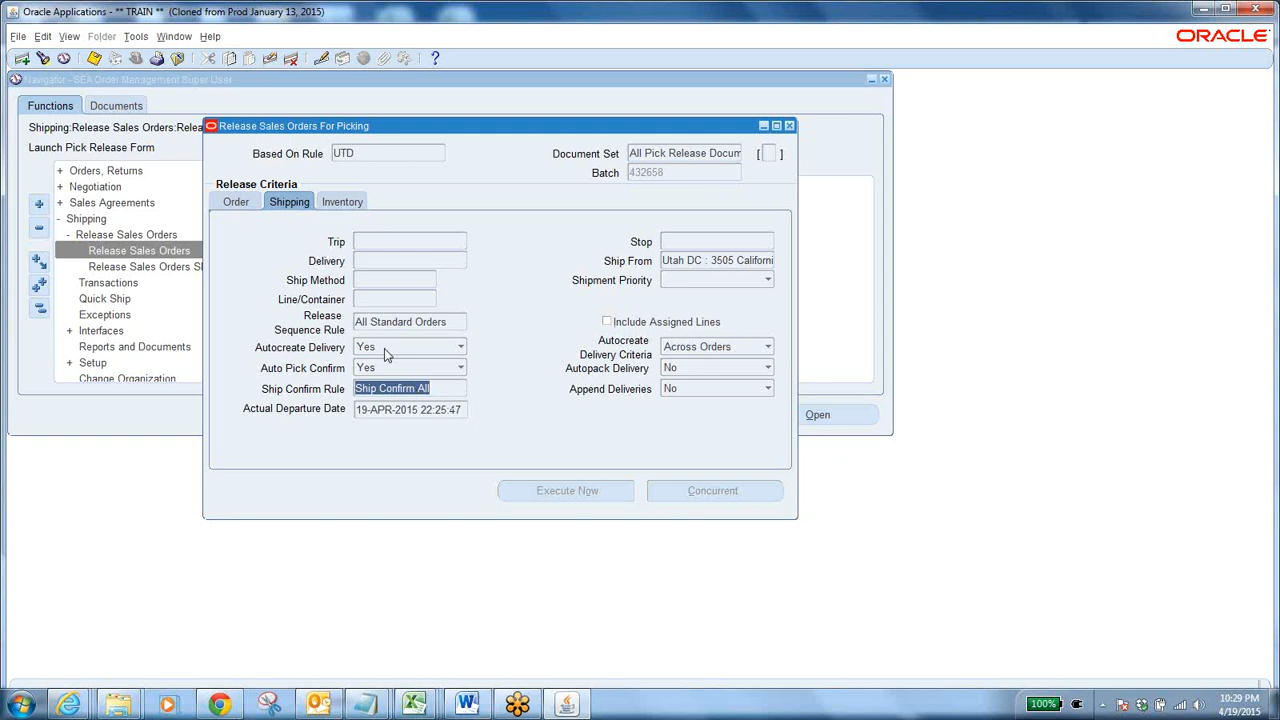 Oracle Applications - ** TRAIN ** (Cloned from Prod January 13, 2015)
File Edit View Folder Tools Window Help
ORACLE
Navigator - SEA Order Management Super User
Functions Documents
Shipping:Release Sales Orders:Relea
Launch Pick Release Form
+ Orders, Returns
+ Negotiation
+ Sales Agreements
- Shipping
- Release Sales Orders
Release Sales Orders
Release Sales Orders S
Transactions
Quick Ship
Exceptions
+ Interfaces
Reports and Documents
+ Setup
Change Organization
Open
Release Sales Orders For Picking
Based On Rule UTD
Document Set All Pick Release Docum [ ]
Batch 432658
Release Criteria
Order Shipping Inventory
Trip
Stop
Delivery
Ship From Utah DC : 3505 Californi
Ship Method
Shipment Priority
Line/Container
Release Sequence Rule All Standard Orders
Include Assigned Lines
Autocreate Delivery Yes
Autocreate Delivery Criteria Across Orders
Auto Pick Confirm Yes
Autopack Delivery No
Ship Confirm Rule Ship Confirm All
Append Deliveries No
Actual Departure Date 19-APR-2015 22:25:47
Execute Now Concurrent
100%
10:29 PM
4/19/2015